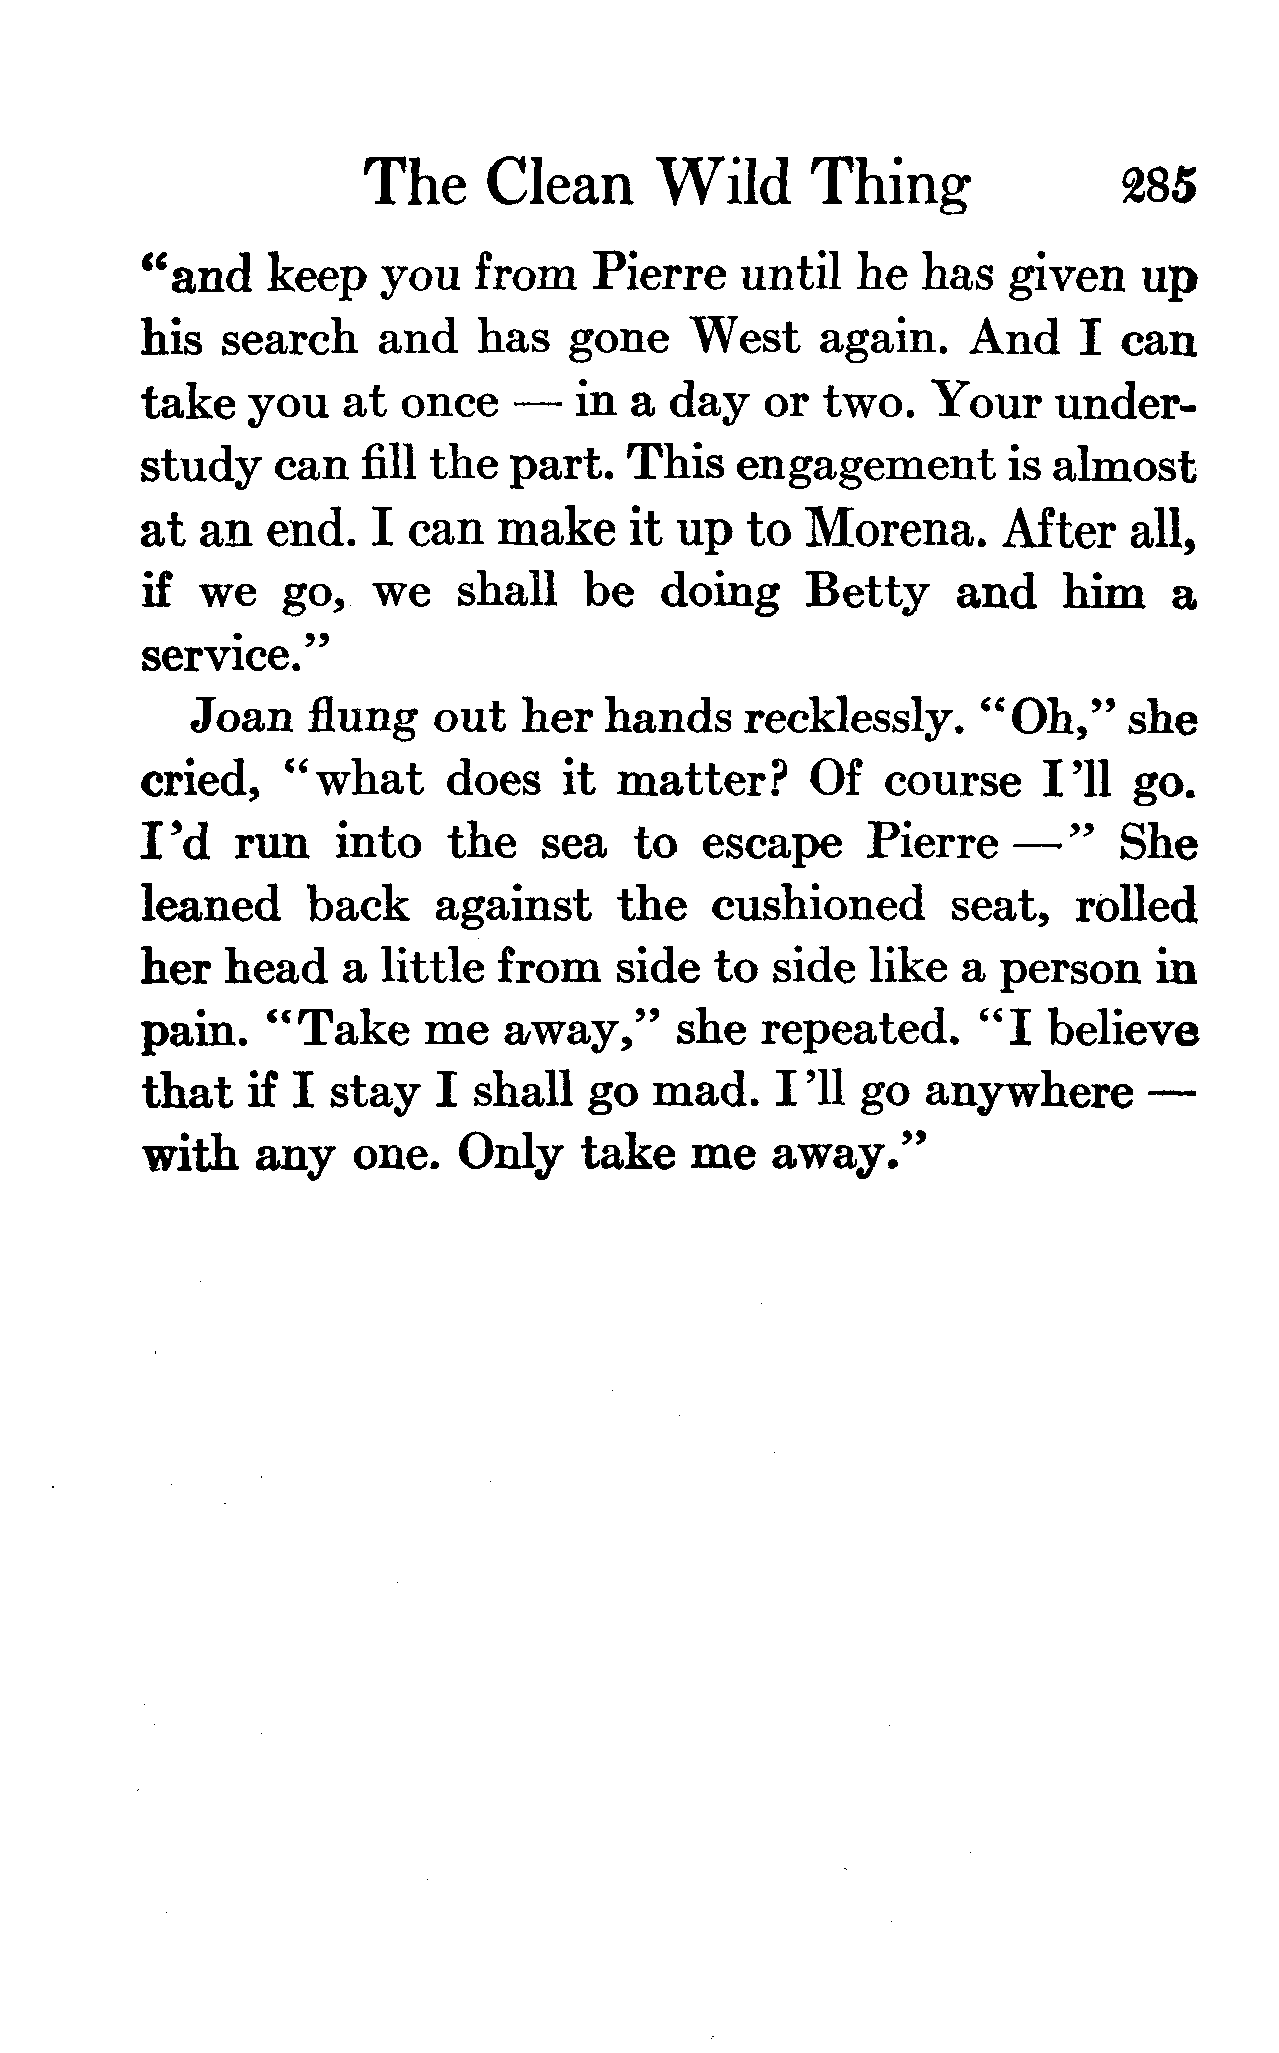 The Clean Wild Thing 285
“and keep you from Pierre until he has given up
his search and has gone West again. And I can
take you at once — in a day or two. Your under-
study can fill the part. This engagement is almost
at an end. I can make it up to Morena. After all,
if we go, we shall be doing Betty and him a
service.”
Joan flung out her hands recklessly. “Oh,” she
cried, “what does it matter? Of course I’ll go.
I’d run into the sea to escape Pierre —” She
leaned back against the cushioned seat, rolled
her head a little from side to side like a person in
pain. “Take me away,” she repeated. “I believe
that if I stay I shall go mad. I’ll go anywhere —
with any one. Only take me away.”